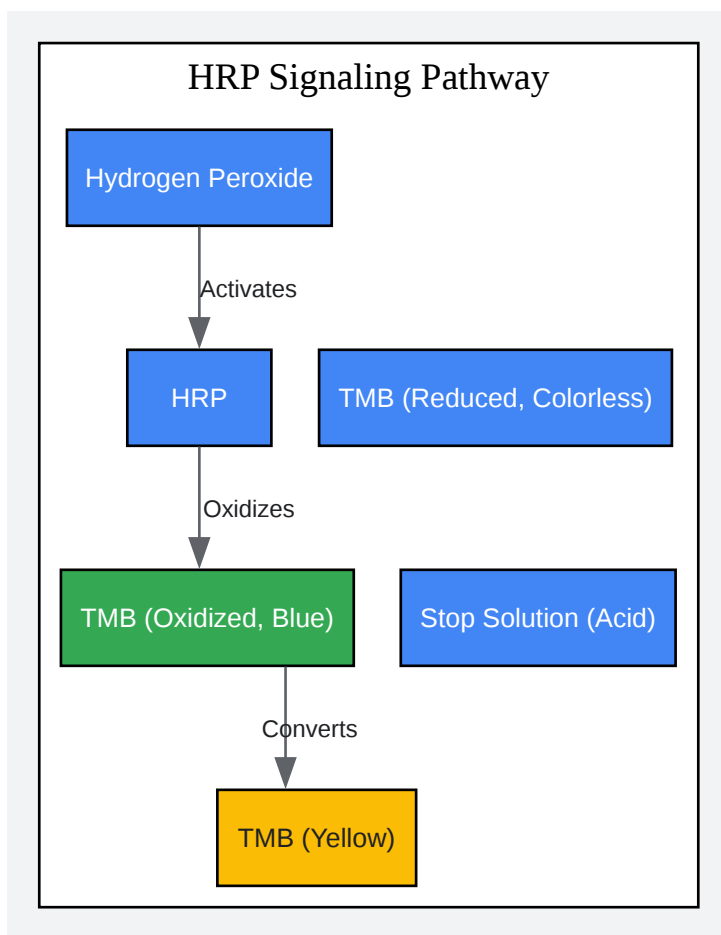 HRP Signaling Pathway
Hydrogen Peroxide
Activates
HRP
TMB (Reduced, Colorless)
Oxidizes
TMB (Oxidized, Blue)
Stop Solution (Acid)
Converts
TMB (Yellow)